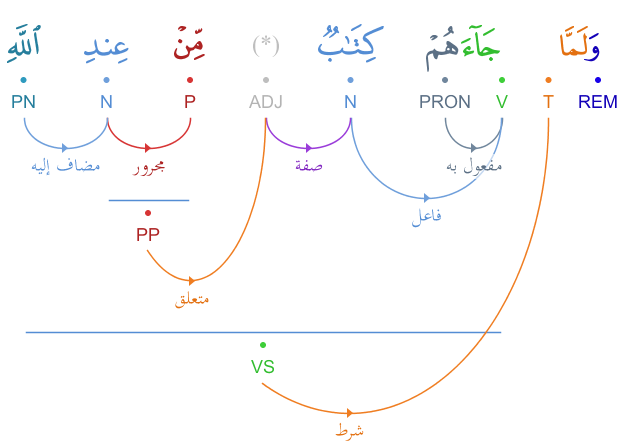 وَلَمَّا جَآءَهُمْ كِتَٰبٌ (*) مِّنْ عِندِ ٱللَّهِ
REM T V PRON N ADJ P N PN
مفعول به صفة مجرور مضاف إليه
فاعل
PP
متعلق
VS
شرط